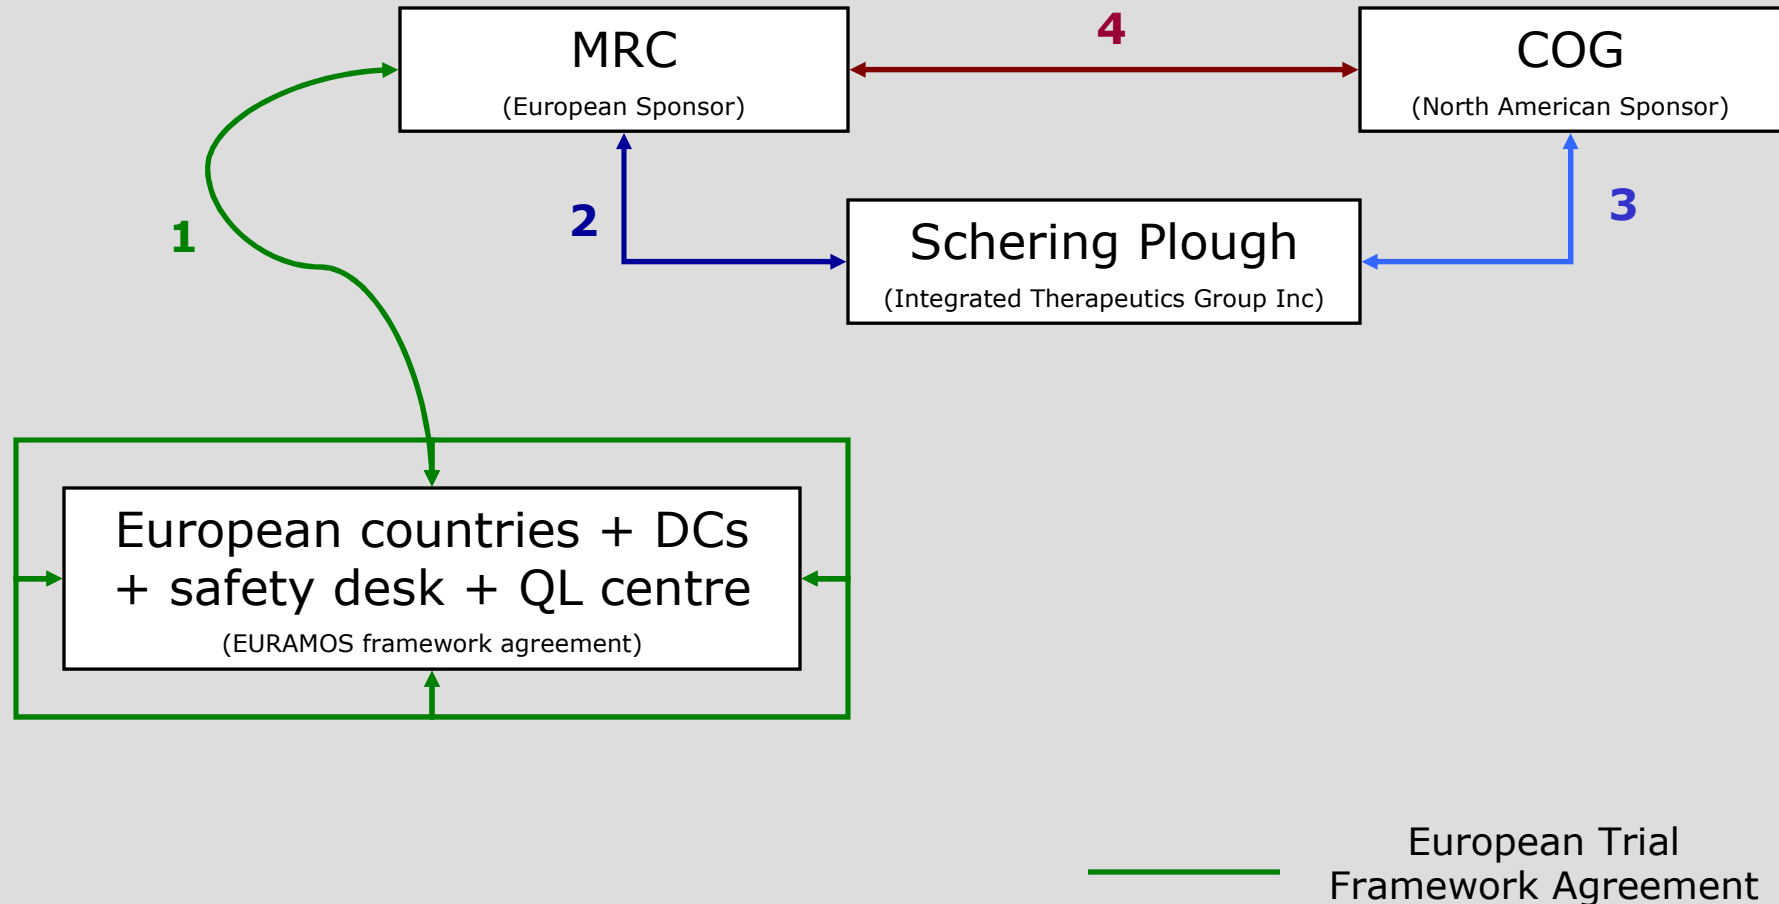 MRC
(European Sponsor)
4
COG
(North American Sponsor)
1
2
Schering Plough
(Integrated Therapeutics Group Inc)
3
European countries + DCs
+ safety desk + QL centre
(EURAMOS framework agreement)
European Trial
Framework Agreement